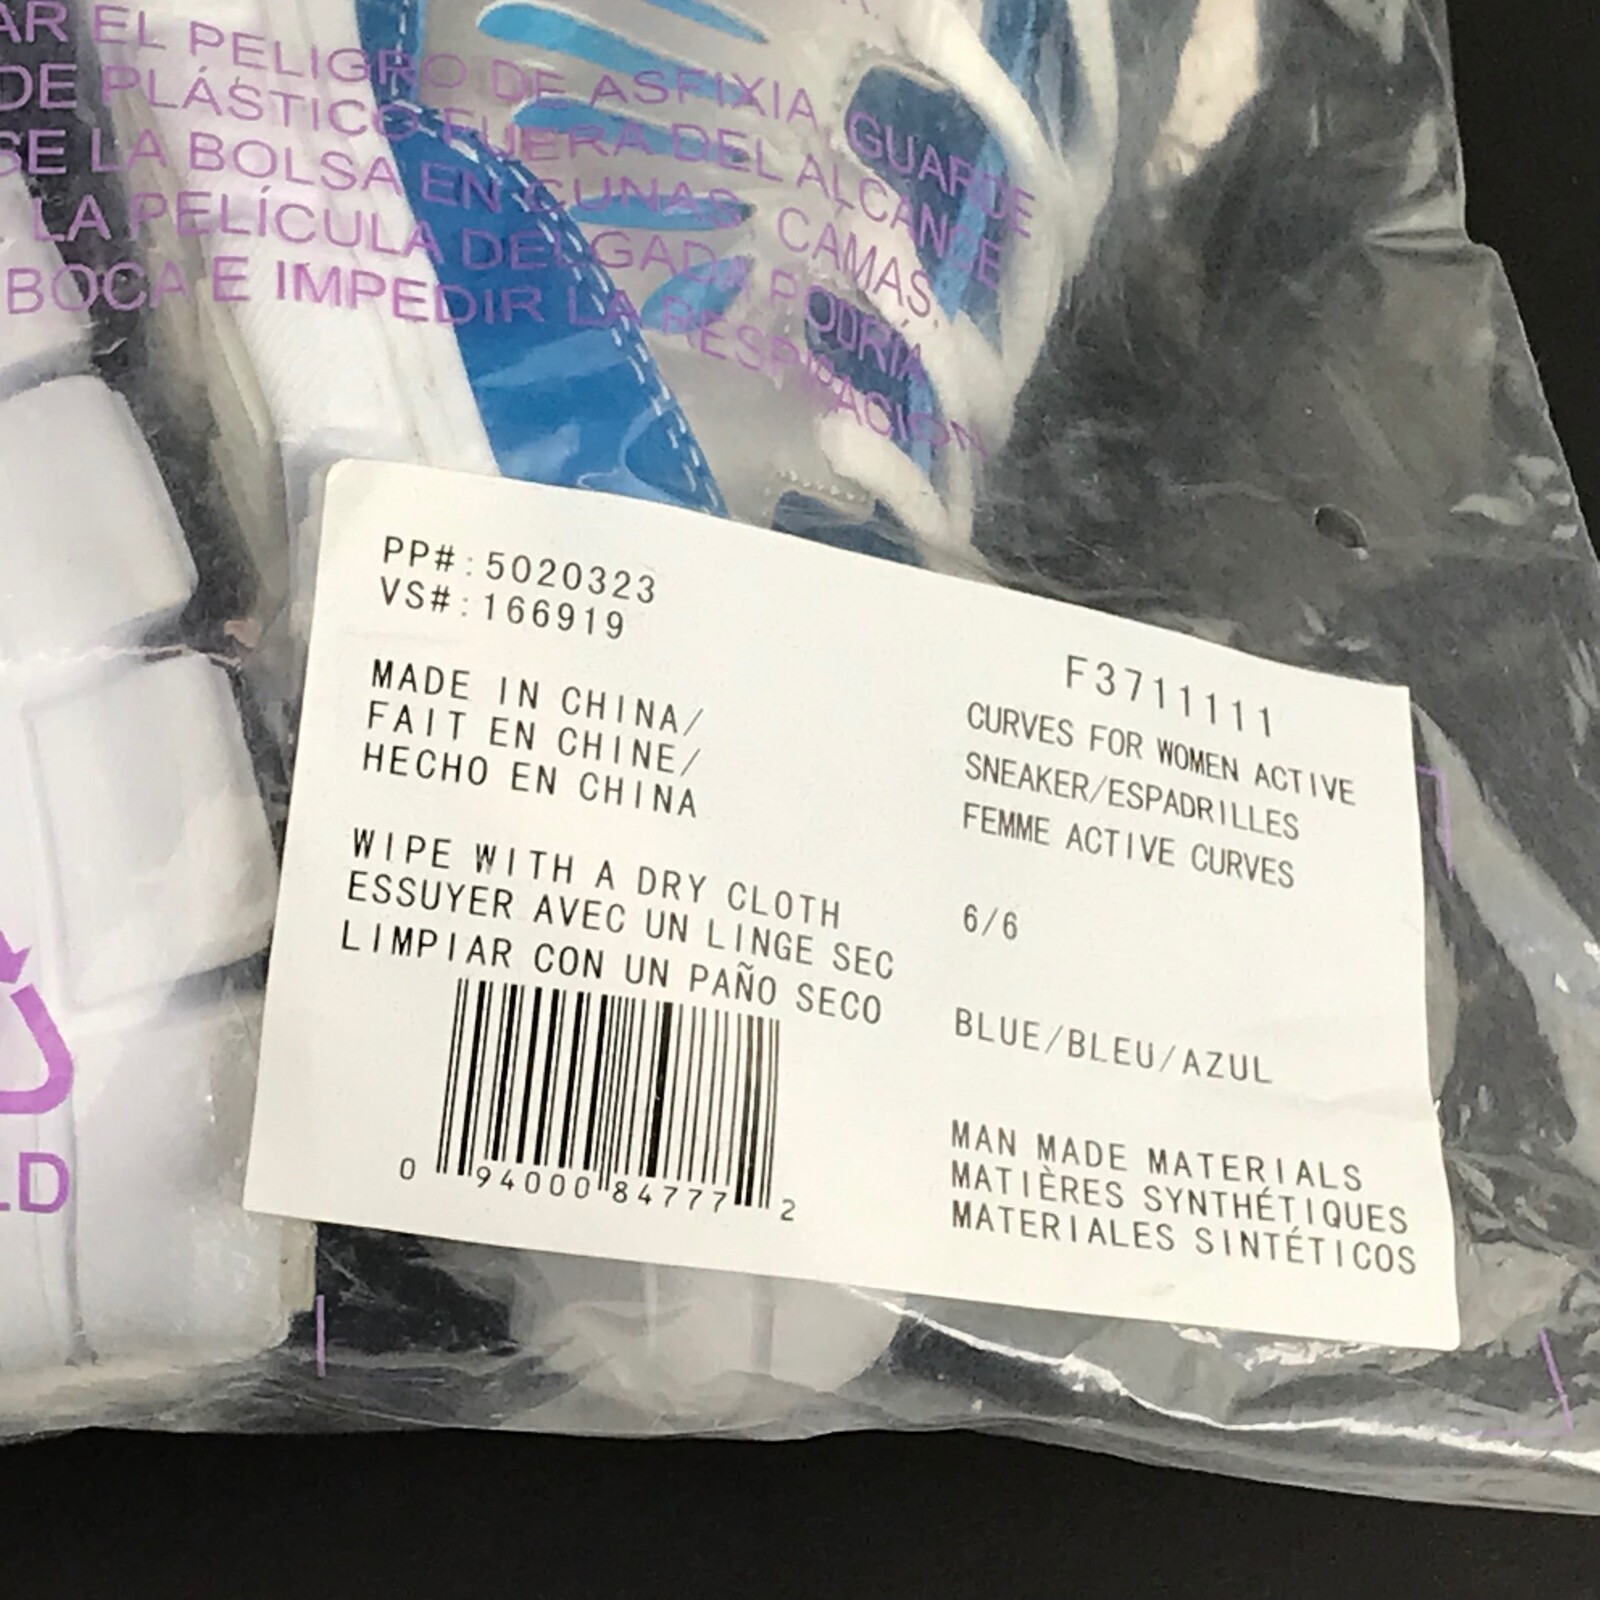 AR EL PELIGRO DE ASFIXIA, GUARDE
DE PLÁSTICO FUERA DEL ALCANCE
SE LA BOLSA EN CUNAS, CAMAS,
LA PELÍCULA DELGADA PODRÍA
BOCA E IMPEDIR LA RESPIRACION
PP#:5020323
VS#:166919
MADE IN CHINA/
FAIT EN CHINE/
HECHO EN CHINA
WIPE WITH A DRY CLOTH
ESSUYER AVEC UN LINGE SEC
LIMPIAR CON UN PAÑO SECO
0 94000 84777 2
F3711111
CURVES FOR WOMEN ACTIVE
SNEAKER/ESPADRILLES
FEMME ACTIVE CURVES
6/6
BLUE/BLEU/AZUL
MAN MADE MATERIALS
MATIÈRES SYNTHÉTIQUES
MATERIALES SINTÉTICOS
LD